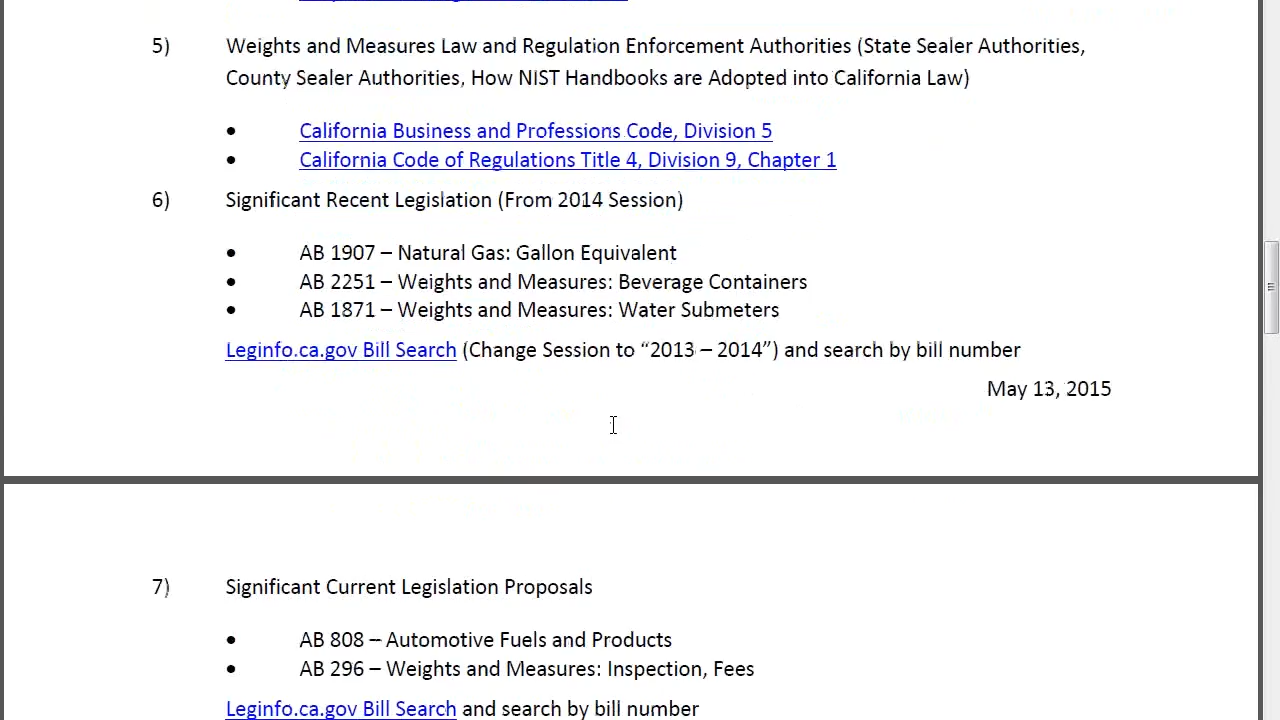 5) Weights and Measures Law and Regulation Enforcement Authorities (State Sealer Authorities,
County Sealer Authorities, How NIST Handbooks are Adopted into California Law)
• California Business and Professions Code, Division 5
• California Code of Regulations Title 4, Division 9, Chapter 1
6) Significant Recent Legislation (From 2014 Session)
• AB 1907 – Natural Gas: Gallon Equivalent
• AB 2251 – Weights and Measures: Beverage Containers
• AB 1871 – Weights and Measures: Water Submeters
Leginfo.ca.gov Bill Search (Change Session to “2013 – 2014”) and search by bill number
May 13, 2015
7) Significant Current Legislation Proposals
• AB 808 – Automotive Fuels and Products
• AB 296 – Weights and Measures: Inspection, Fees
Leginfo.ca.gov Bill Search and search by bill number